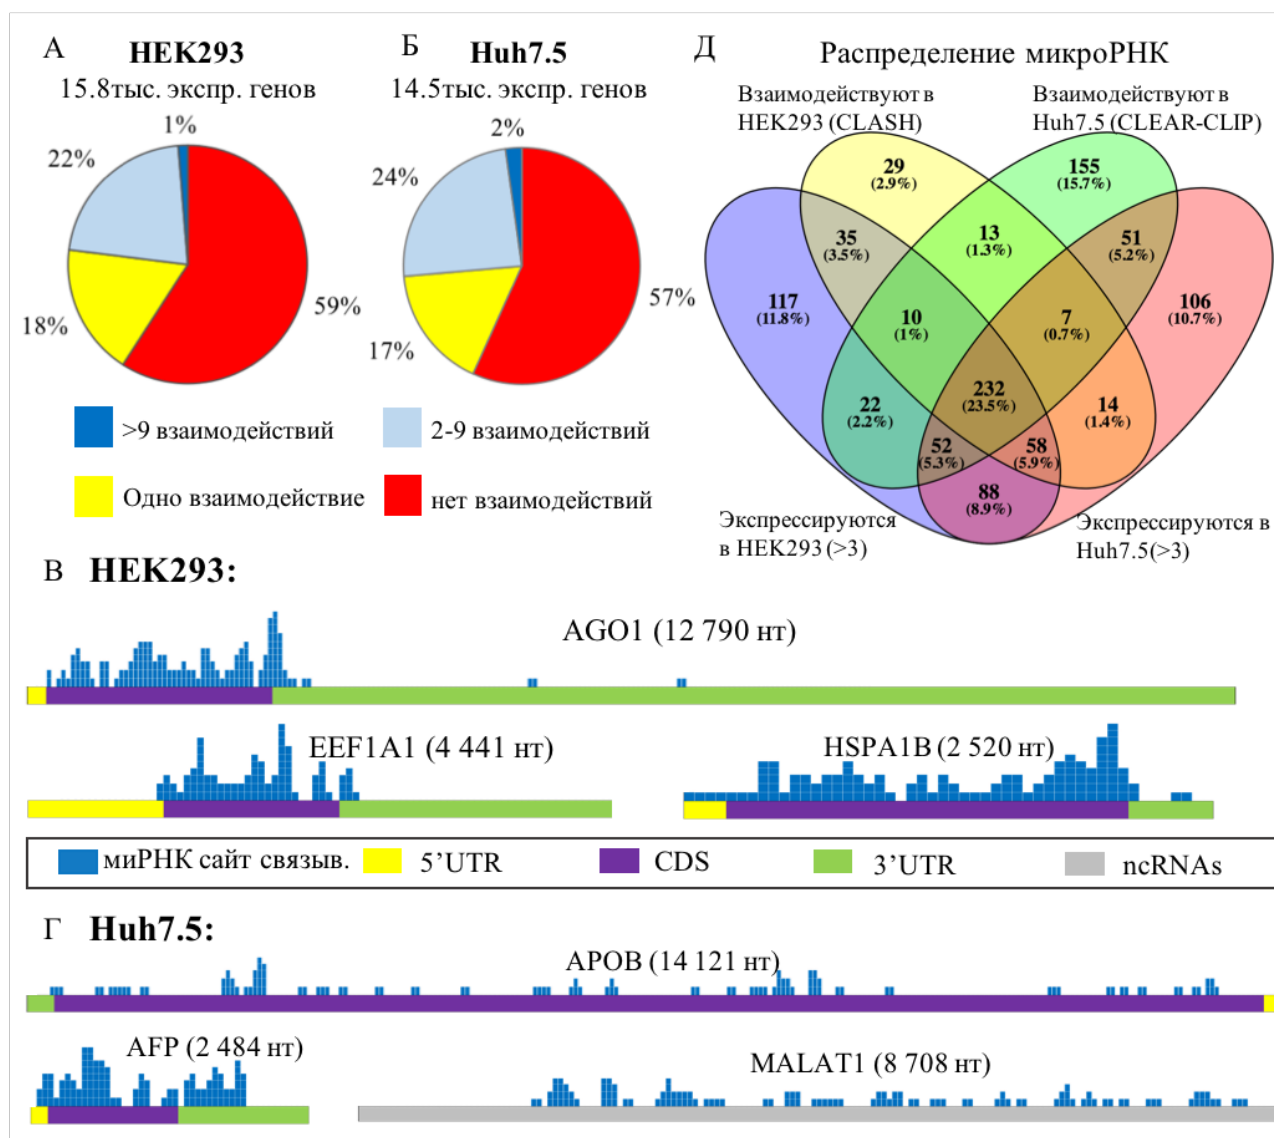 А HEK293
15.8тыс. экспр. генов
1%
22%
59%
18%
Б Huh7.5
14.5тыс. экспр. генов
2%
24%
57%
17%
>9 взаимодействий
2-9 взаимодействий
Одно взаимодействие
нет взаимодействий
Д Распределение микроРНК
Взаимодействуют в
HEK293 (CLASH)
Взаимодействуют в
Huh7.5 (CLEAR-CLIP)
29
(2.9%)
155
(15.7%)
35
(3.5%)
13
(1.3%)
51
(5.2%)
117
(11.8%)
10
(1%)
7
(0.7%)
106
(10.7%)
232
(23.5%)
22
(2.2%)
14
(1.4%)
52
(5.3%)
58
(5.9%)
88
(8.9%)
Экспрессируются
в HEK293 (>3)
Экспрессируются в
Huh7.5(>3)
В HEK293:
AGO1 (12 790 нт)
EEF1A1 (4 441 нт)
HSPA1B (2 520 нт)
миРНК сайт связыв.
5’UTR
CDS
3’UTR
ncRNAs
Г Huh7.5:
APOB (14 121 нт)
AFP (2 484 нт)
MALAT1 (8 708 нт)